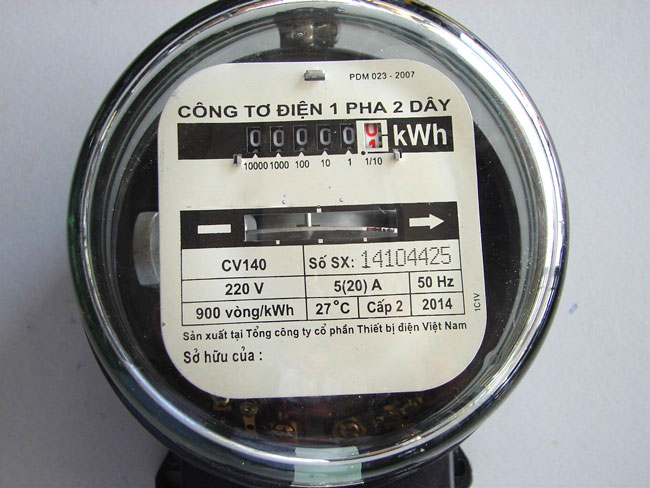 PDM 023 - 2007
CÔNG TƠ ĐIỆN 1 PHA 2 DÂY
0 0 0 0 0 kWh
10000 1000 100 10 1 1/10
CV140 Số SX: 14104425
220 V 5(20) A 50 Hz
900 vòng/kWh 27°C Cấp 2 2014
1C1V
Sản xuất tại Tổng công ty cổ phần Thiết bị điện Việt Nam
Sở hữu của :